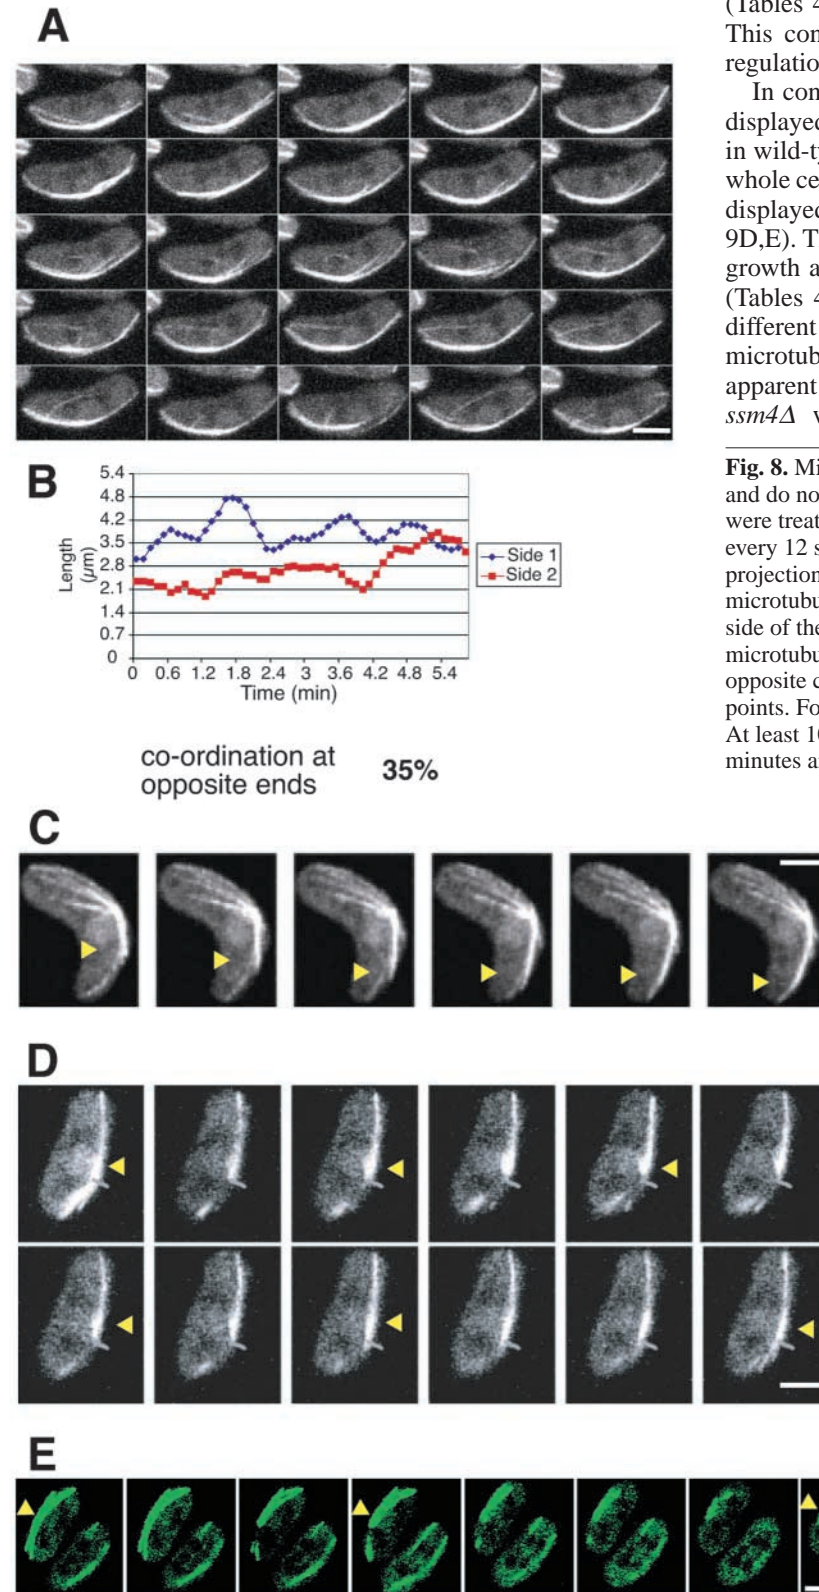 A
B
5.4
4.8
4.2
3.5
2.8
2.1
1.4
0.7
0
Length
(µm)
0 0.6 1.2 1.8 2.4 3 3.6 4.2 4.8 5.4
Time (min)
Side 1
Side 2
co-ordination at
opposite ends
35%
C
D
E
(Tables 4
This con
regulatio
In con
displayed
in wild-ty
whole ce
displayed
9D,E). T
growth a
(Tables 4
different
microtub
apparent
ssm4Δ w
Fig. 8. Mi
and do no
were treat
every 12 s
projection
microtubu
side of the
microtubu
opposite c
points. Fo
At least 10
minutes a